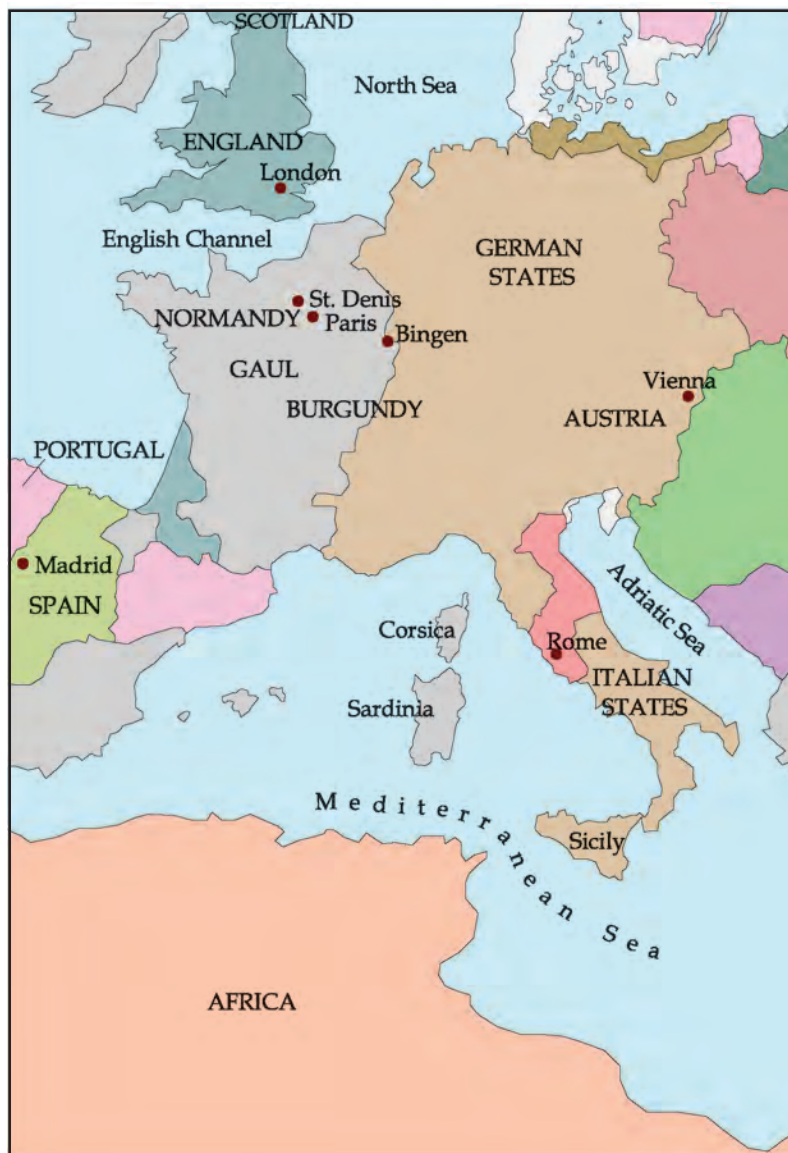 SCOTLAND
North Sea
ENGLAND
London
English Channel
GERMAN
STATES
St. Denis
NORMANDY
Paris
Bingen
GAUL
Vienna
BURGUNDY
AUSTRIA
PORTUGAL
Madrid
SPAIN
Adriatic Sea
Corsica
Rome
ITALIAN
STATES
Sardinia
Mediterranean Sea
Sicily
AFRICA